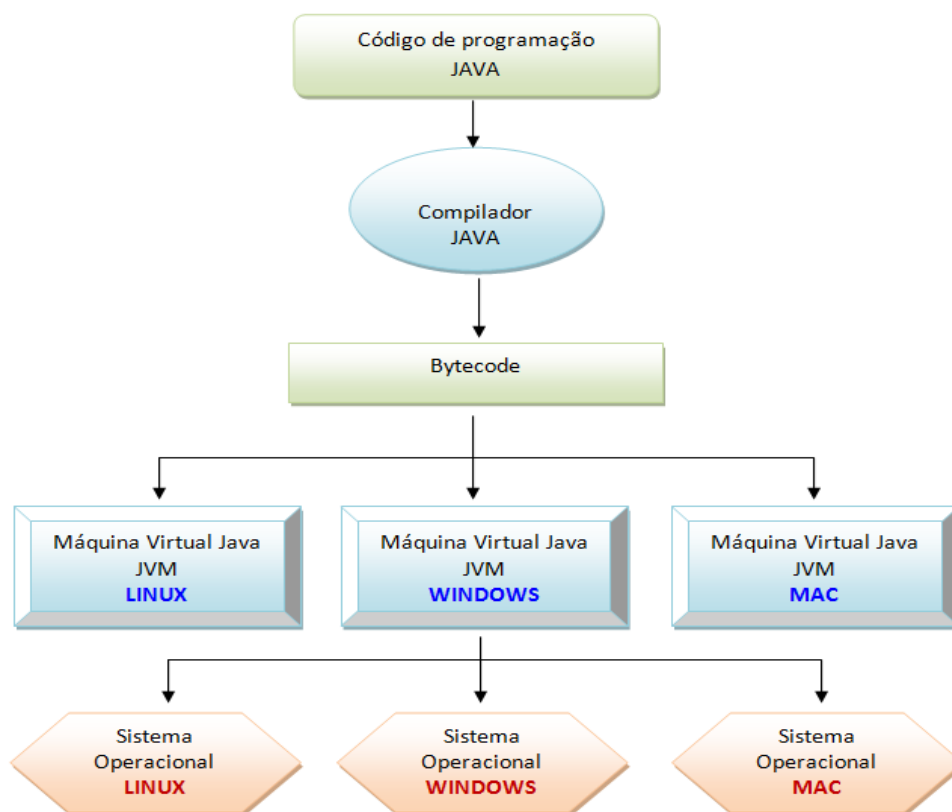 Código de programação
JAVA
Compilador
JAVA
Bytecode
Máquina Virtual Java
JVM
LINUX
Máquina Virtual Java
JVM
WINDOWS
Máquina Virtual Java
JVM
MAC
Sistema
Operacional
LINUX
Sistema
Operacional
WINDOWS
Sistema
Operacional
MAC